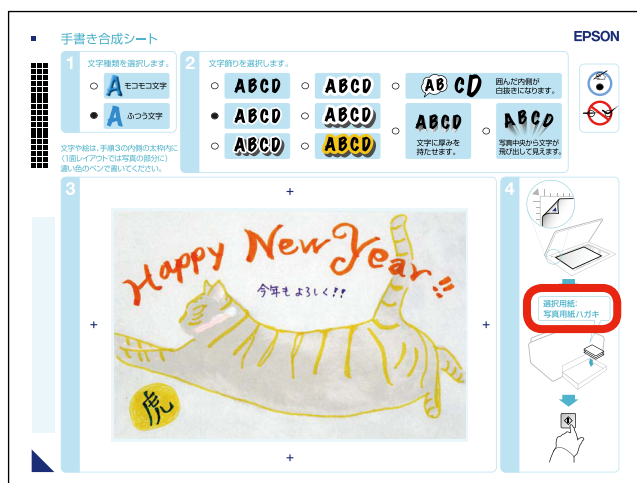 手書き合成シート
EPSON
1
文字種類を選択します。
モコモコ文字
ふつう文字
2
文字飾りを選択します。
ABCD
ABCD
AB CD
囲んだ内側が
白抜きになります。
ABCD
ABCD
ABCD
ABCD
ABCD
文字に厚みを
持たせます。
ABCD
写真中央から文字が
飛び出して見えます。
ABCD
文字や絵は、手順3の内側の太枠内に
(1面レイアウトでは写真の部分に)
濃い色のペンで書いてください。
3
Happy New Year!!
今年もよろしく!!
虎
4
選択用紙:
写真用紙ハガキ